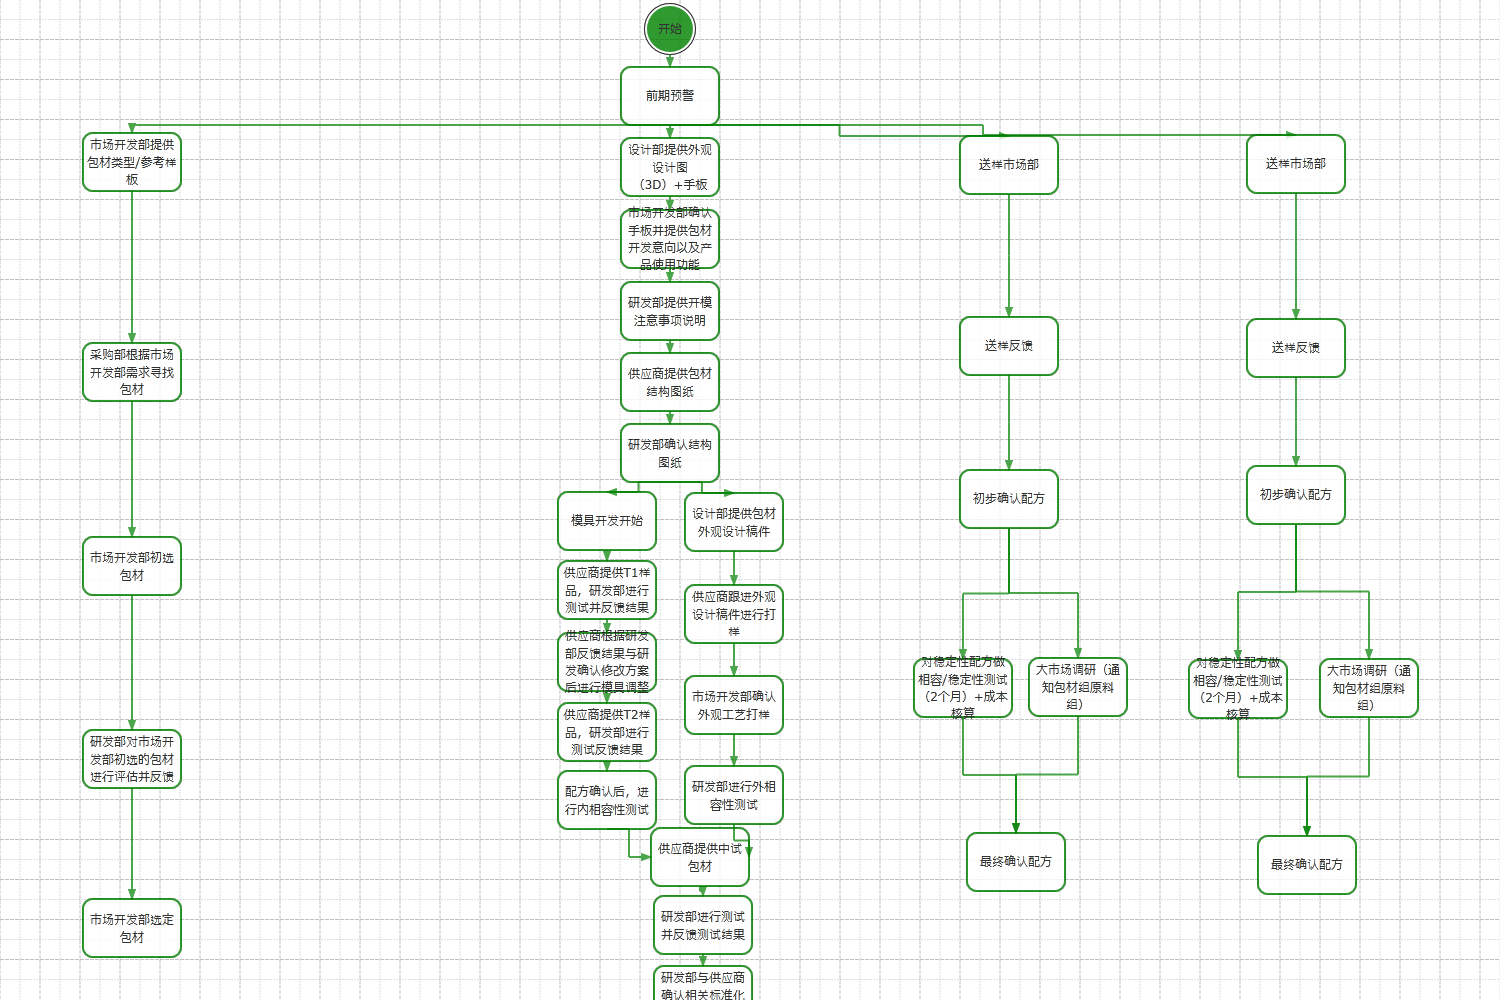 开始
前期预警
市场开发部提供
包材类型/参考样
板
采购部根据市场
开发部需求寻找
包材
市场开发部初选
包材
研发部对市场开
发部初选的包材
进行评估并反馈
市场开发部选定
包材
设计部提供外观
设计图
（3D）+手板
市场开发部确认
手板并提供包材
开发意向以及产
品使用功能
研发部提供开模
注意事项说明
供应商提供包材
结构图纸
研发部确认结构
图纸
模具开发开始
供应商提供T1样
品，研发部进行
测试并反馈结果
供应商根据研发
部反馈结果与研
发确认修改方案
后进行模具调整
供应商提供T2样
品，研发部进行
测试反馈结果
配方确认后，进
行内相容性测试
设计部提供包材
外观设计稿件
供应商跟进外观
设计稿件进行打
样
市场开发部确认
外观工艺打样
研发部进行外相
容性测试
供应商提供中试
包材
研发部进行测试
并反馈测试结果
研发部与供应商
确认相关标准化
送样市场部
送样反馈
初步确认配方
对稳定性配方做
相容/稳定性测试
（2个月）+成本
核算
大市场调研（通
知包材组原料
组）
最终确认配方
送样市场部
送样反馈
初步确认配方
对稳定性配方做
相容/稳定性测试
（2个月）+成本
核算
大市场调研（通
知包材组原料
组）
最终确认配方